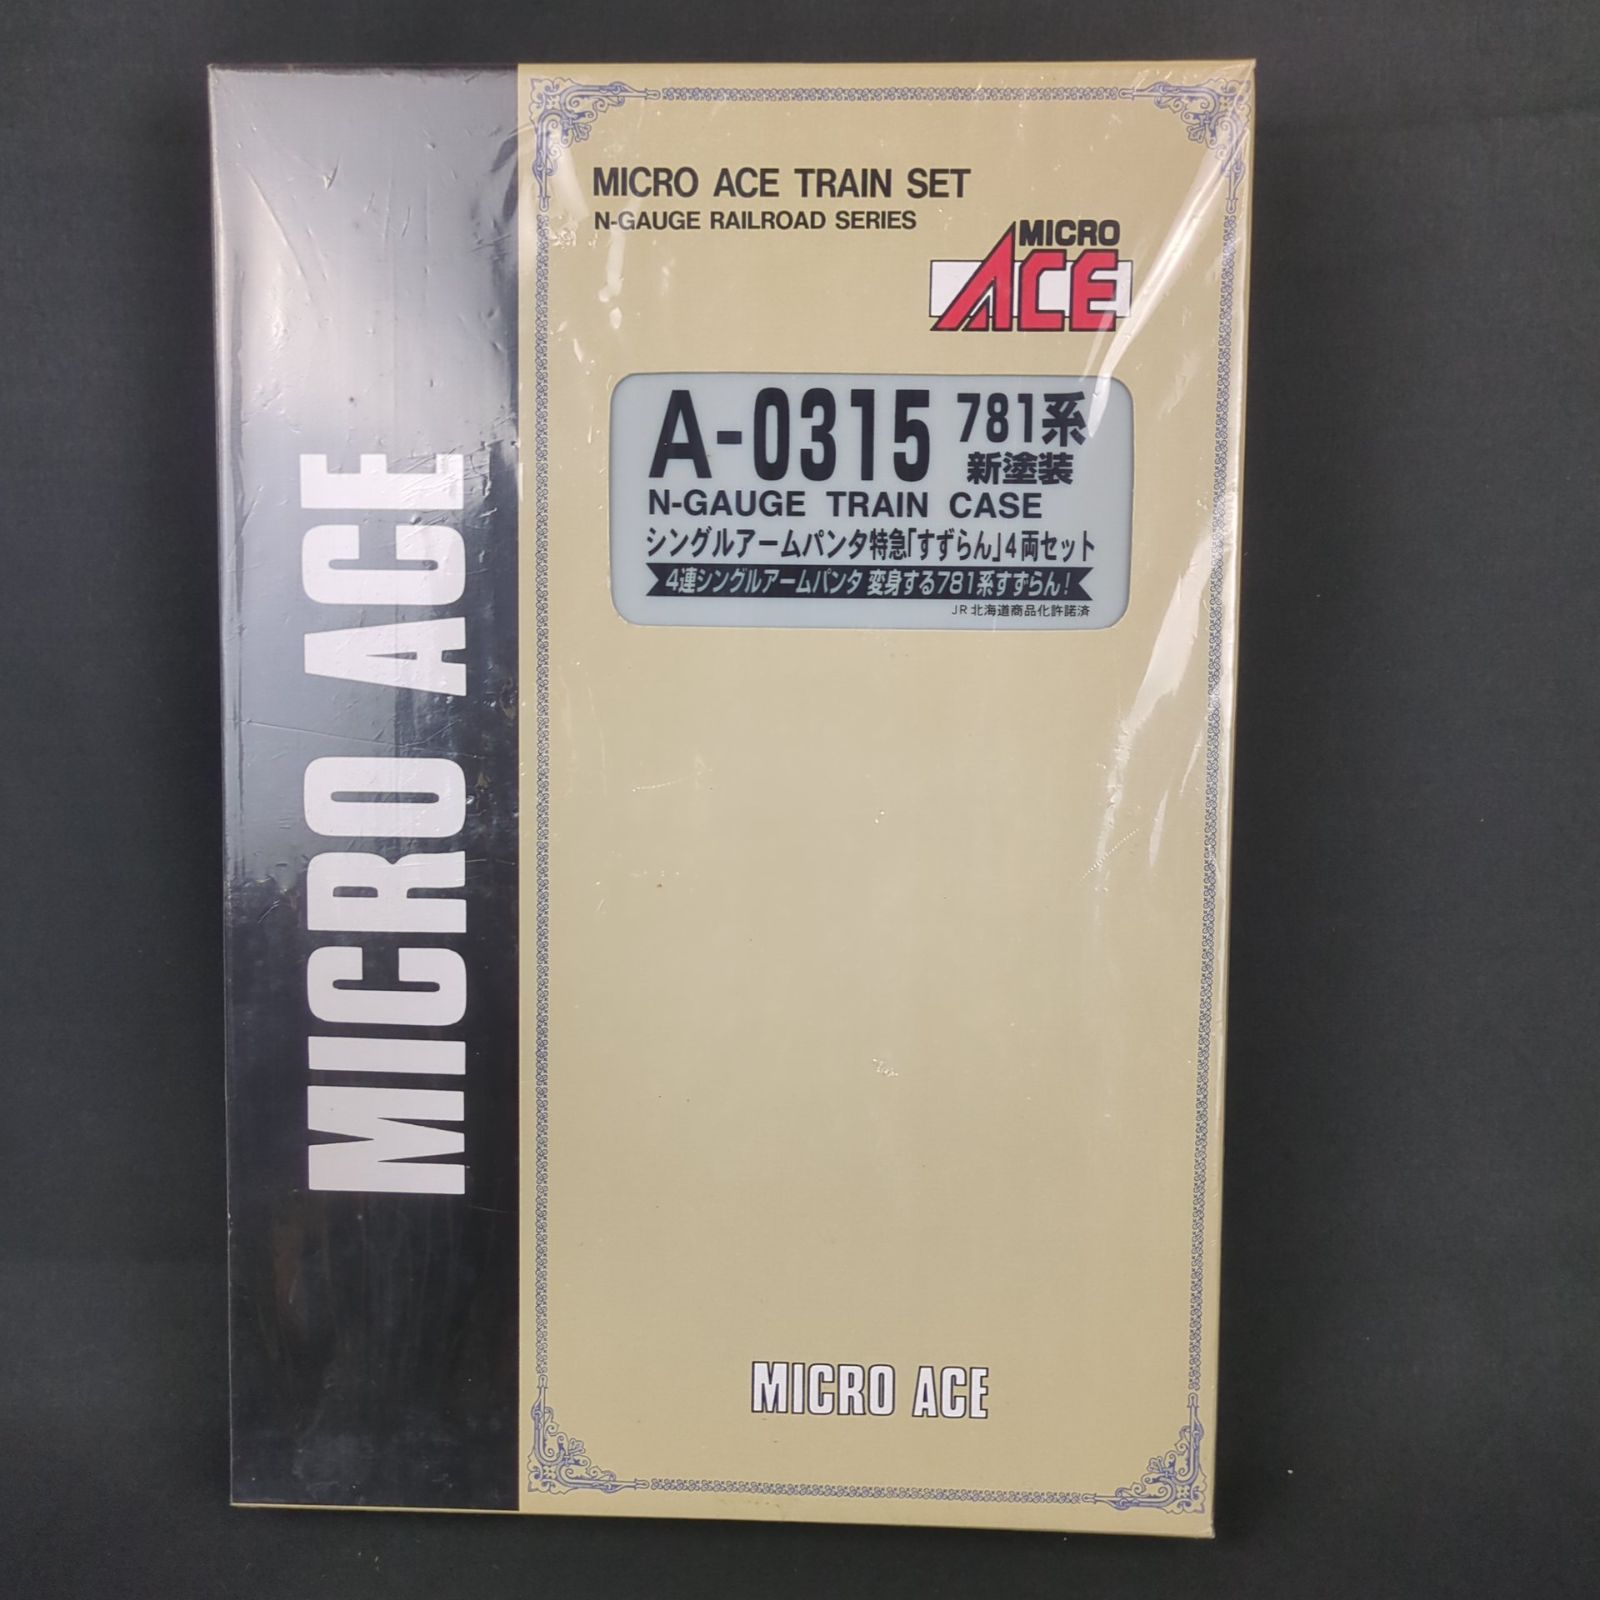 MICRO ACE
MICRO ACE TRAIN SET
N-GAUGE RAILROAD SERIES
MICRO
ACE
A-0315 781系
新塗装
N-GAUGE TRAIN CASE
シングルアームパンタ特急「すずらん」4両セット
4連シングルアームパンタ 変身する781系すずらん!
JR北海道商品化許諾済
MICRO ACE